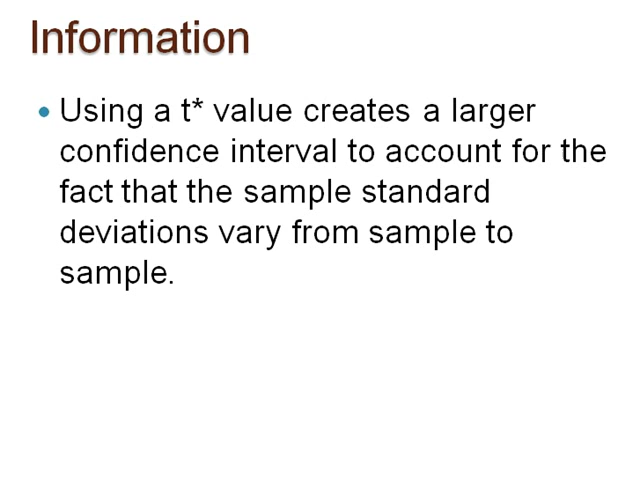 Information
• Using a t* value creates a larger
confidence interval to account for the
fact that the sample standard
deviations vary from sample to
sample.